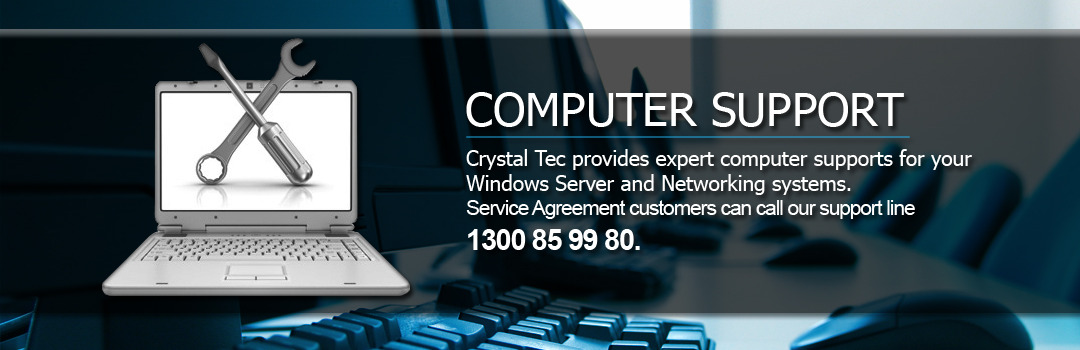 COMPUTER SUPPORT
Crystal Tec provides expert computer supports for your
Windows Server and Networking systems.
Service Agreement customers can call our support line
1300 85 99 80.